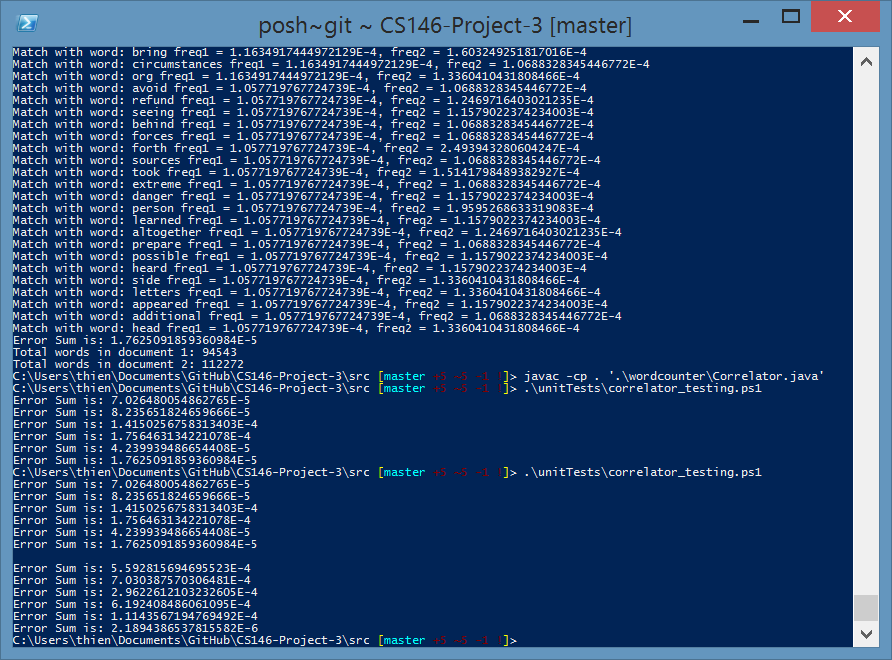 posh~git ~ CS146-Project-3 [master]
Match with word: bring freq1 = 1.1634917444972129E-4, freq2 = 1.603249251817016E-4
Match with word: circumstances freq1 = 1.1634917444972129E-4, freq2 = 1.0688328345446772E-4
Match with word: org freq1 = 1.1634917444972129E-4, freq2 = 1.3360410431808466E-4
Match with word: avoid freq1 = 1.057719767724739E-4, freq2 = 1.0688328345446772E-4
Match with word: refund freq1 = 1.057719767724739E-4, freq2 = 1.2469716403021235E-4
Match with word: seeing freq1 = 1.057719767724739E-4, freq2 = 1.1579022374234003E-4
Match with word: behind freq1 = 1.057719767724739E-4, freq2 = 1.0688328345446772E-4
Match with word: forces freq1 = 1.057719767724739E-4, freq2 = 1.0688328345446772E-4
Match with word: forth freq1 = 1.057719767724739E-4, freq2 = 2.493943280604247E-4
Match with word: sources freq1 = 1.057719767724739E-4, freq2 = 1.0688328345446772E-4
Match with word: took freq1 = 1.057719767724739E-4, freq2 = 1.5141798489382927E-4
Match with word: extreme freq1 = 1.057719767724739E-4, freq2 = 1.0688328345446772E-4
Match with word: danger freq1 = 1.057719767724739E-4, freq2 = 1.1579022374234003E-4
Match with word: person freq1 = 1.057719767724739E-4, freq2 = 1.9595268633319083E-4
Match with word: learned freq1 = 1.057719767724739E-4, freq2 = 1.1579022374234003E-4
Match with word: altogether freq1 = 1.057719767724739E-4, freq2 = 1.2469716403021235E-4
Match with word: prepare freq1 = 1.057719767724739E-4, freq2 = 1.0688328345446772E-4
Match with word: possible freq1 = 1.057719767724739E-4, freq2 = 1.1579022374234003E-4
Match with word: heard freq1 = 1.057719767724739E-4, freq2 = 1.1579022374234003E-4
Match with word: side freq1 = 1.057719767724739E-4, freq2 = 1.3360410431808466E-4
Match with word: letters freq1 = 1.057719767724739E-4, freq2 = 1.3360410431808466E-4
Match with word: appeared freq1 = 1.057719767724739E-4, freq2 = 1.1579022374234003E-4
Match with word: additional freq1 = 1.057719767724739E-4, freq2 = 1.0688328345446772E-4
Match with word: head freq1 = 1.057719767724739E-4, freq2 = 1.3360410431808466E-4
Error Sum is: 1.7625091859360984E-5
Total words in document 1: 94543
Total words in document 2: 112272
C:\Users\thien\Documents\GitHub\CS146-Project-3\src [master +5 ~5 -1 !]> javac -cp . '.\wordcounter\Correlator.java'
C:\Users\thien\Documents\GitHub\CS146-Project-3\src [master +5 ~5 -1 !]> .\unitTests\correlator_testing.ps1
Error Sum is: 7.026480054862765E-5
Error Sum is: 8.235651824659666E-5
Error Sum is: 1.4150256758313403E-4
Error Sum is: 1.756463134221078E-4
Error Sum is: 4.239939486654408E-5
Error Sum is: 1.7625091859360984E-5
C:\Users\thien\Documents\GitHub\CS146-Project-3\src [master +5 ~5 -1 !]> .\unitTests\correlator_testing.ps1
Error Sum is: 7.026480054862765E-5
Error Sum is: 8.235651824659666E-5
Error Sum is: 1.4150256758313403E-4
Error Sum is: 1.756463134221078E-4
Error Sum is: 4.239939486654408E-5
Error Sum is: 1.7625091859360984E-5
Error Sum is: 5.592815694695523E-4
Error Sum is: 7.030387570306481E-4
Error Sum is: 2.9622612103232605E-4
Error Sum is: 6.192408486061095E-4
Error Sum is: 1.1143567194769492E-4
Error Sum is: 2.1894386537815582E-6
C:\Users\thien\Documents\GitHub\CS146-Project-3\src [master +5 ~5 -1 !]>